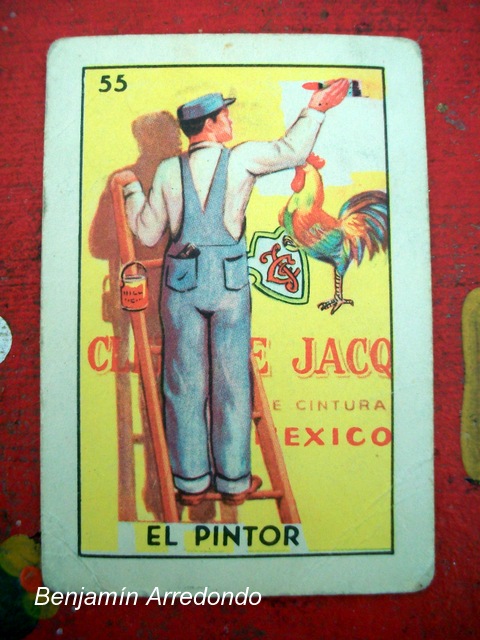 55
CL E JACQ
E CINTURA
EXICO
EL PINTOR
Benjamín Arredondo